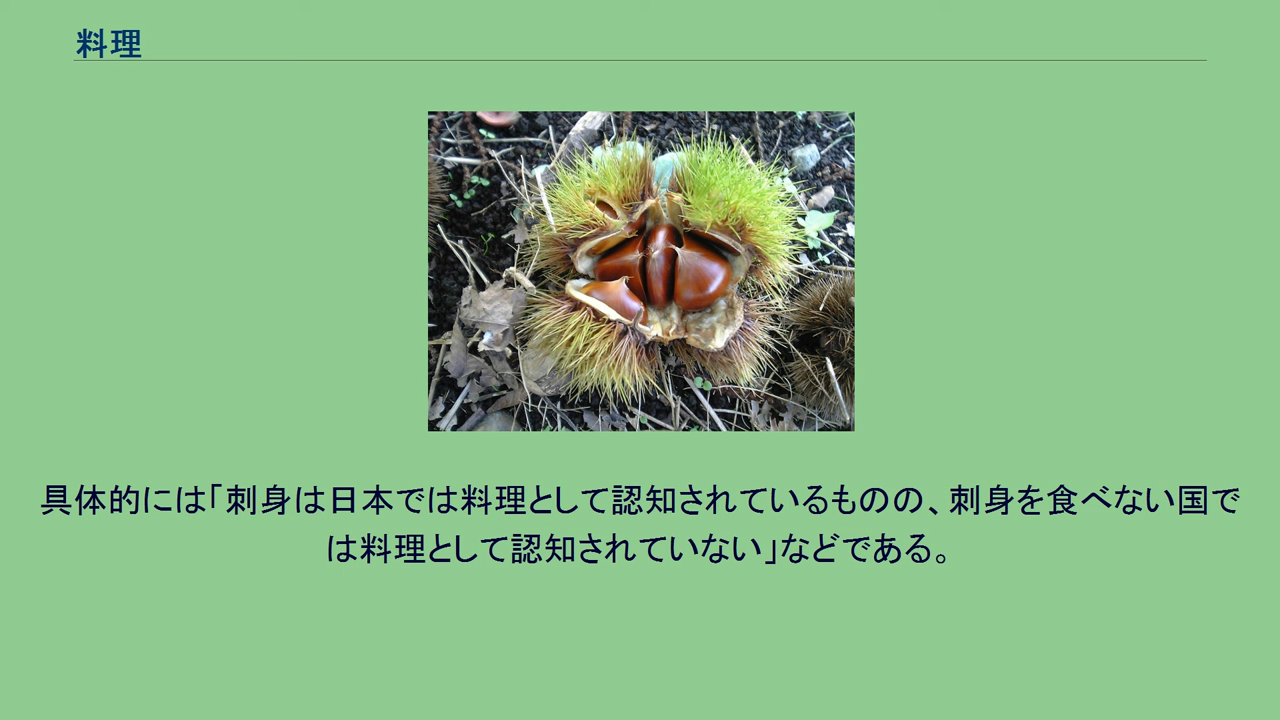 料理
具体的には「刺身は日本では料理として認知されているものの、刺身を食べない国で
は料理として認知されていない」などである。